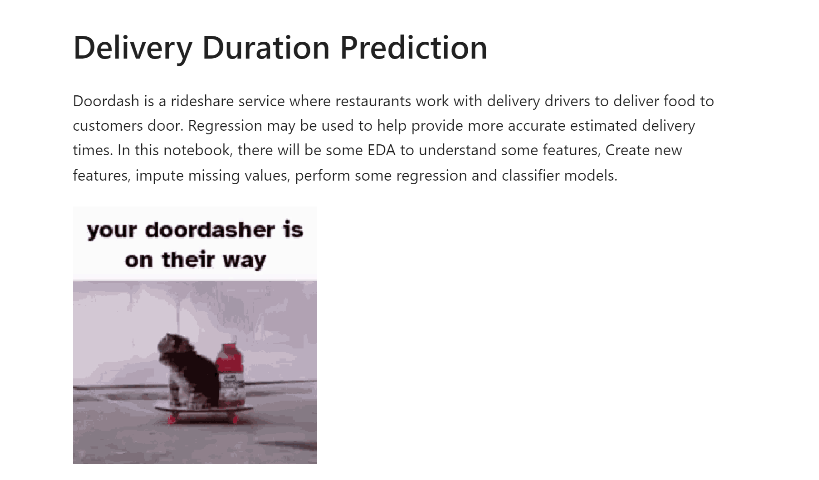 Delivery Duration Prediction
Doordash is a rideshare service where restaurants work with delivery drivers to deliver food to
customers door. Regression may be used to help provide more accurate estimated delivery
times. In this notebook, there will be some EDA to understand some features, Create new
features, impute missing values, perform some regression and classifier models.
your doordasher is
on their way